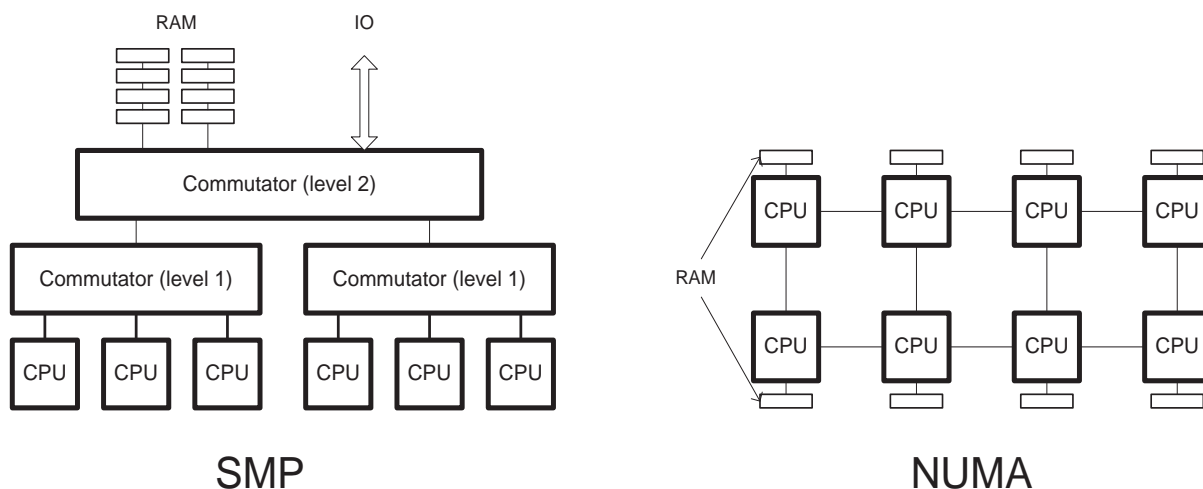 RAM
IO
Commutator (level 2)
Commutator (level 1)
Commutator (level 1)
CPU
CPU
CPU
CPU
CPU
CPU
SMP
CPU
CPU
CPU
CPU
RAM
CPU
CPU
CPU
CPU
NUMA